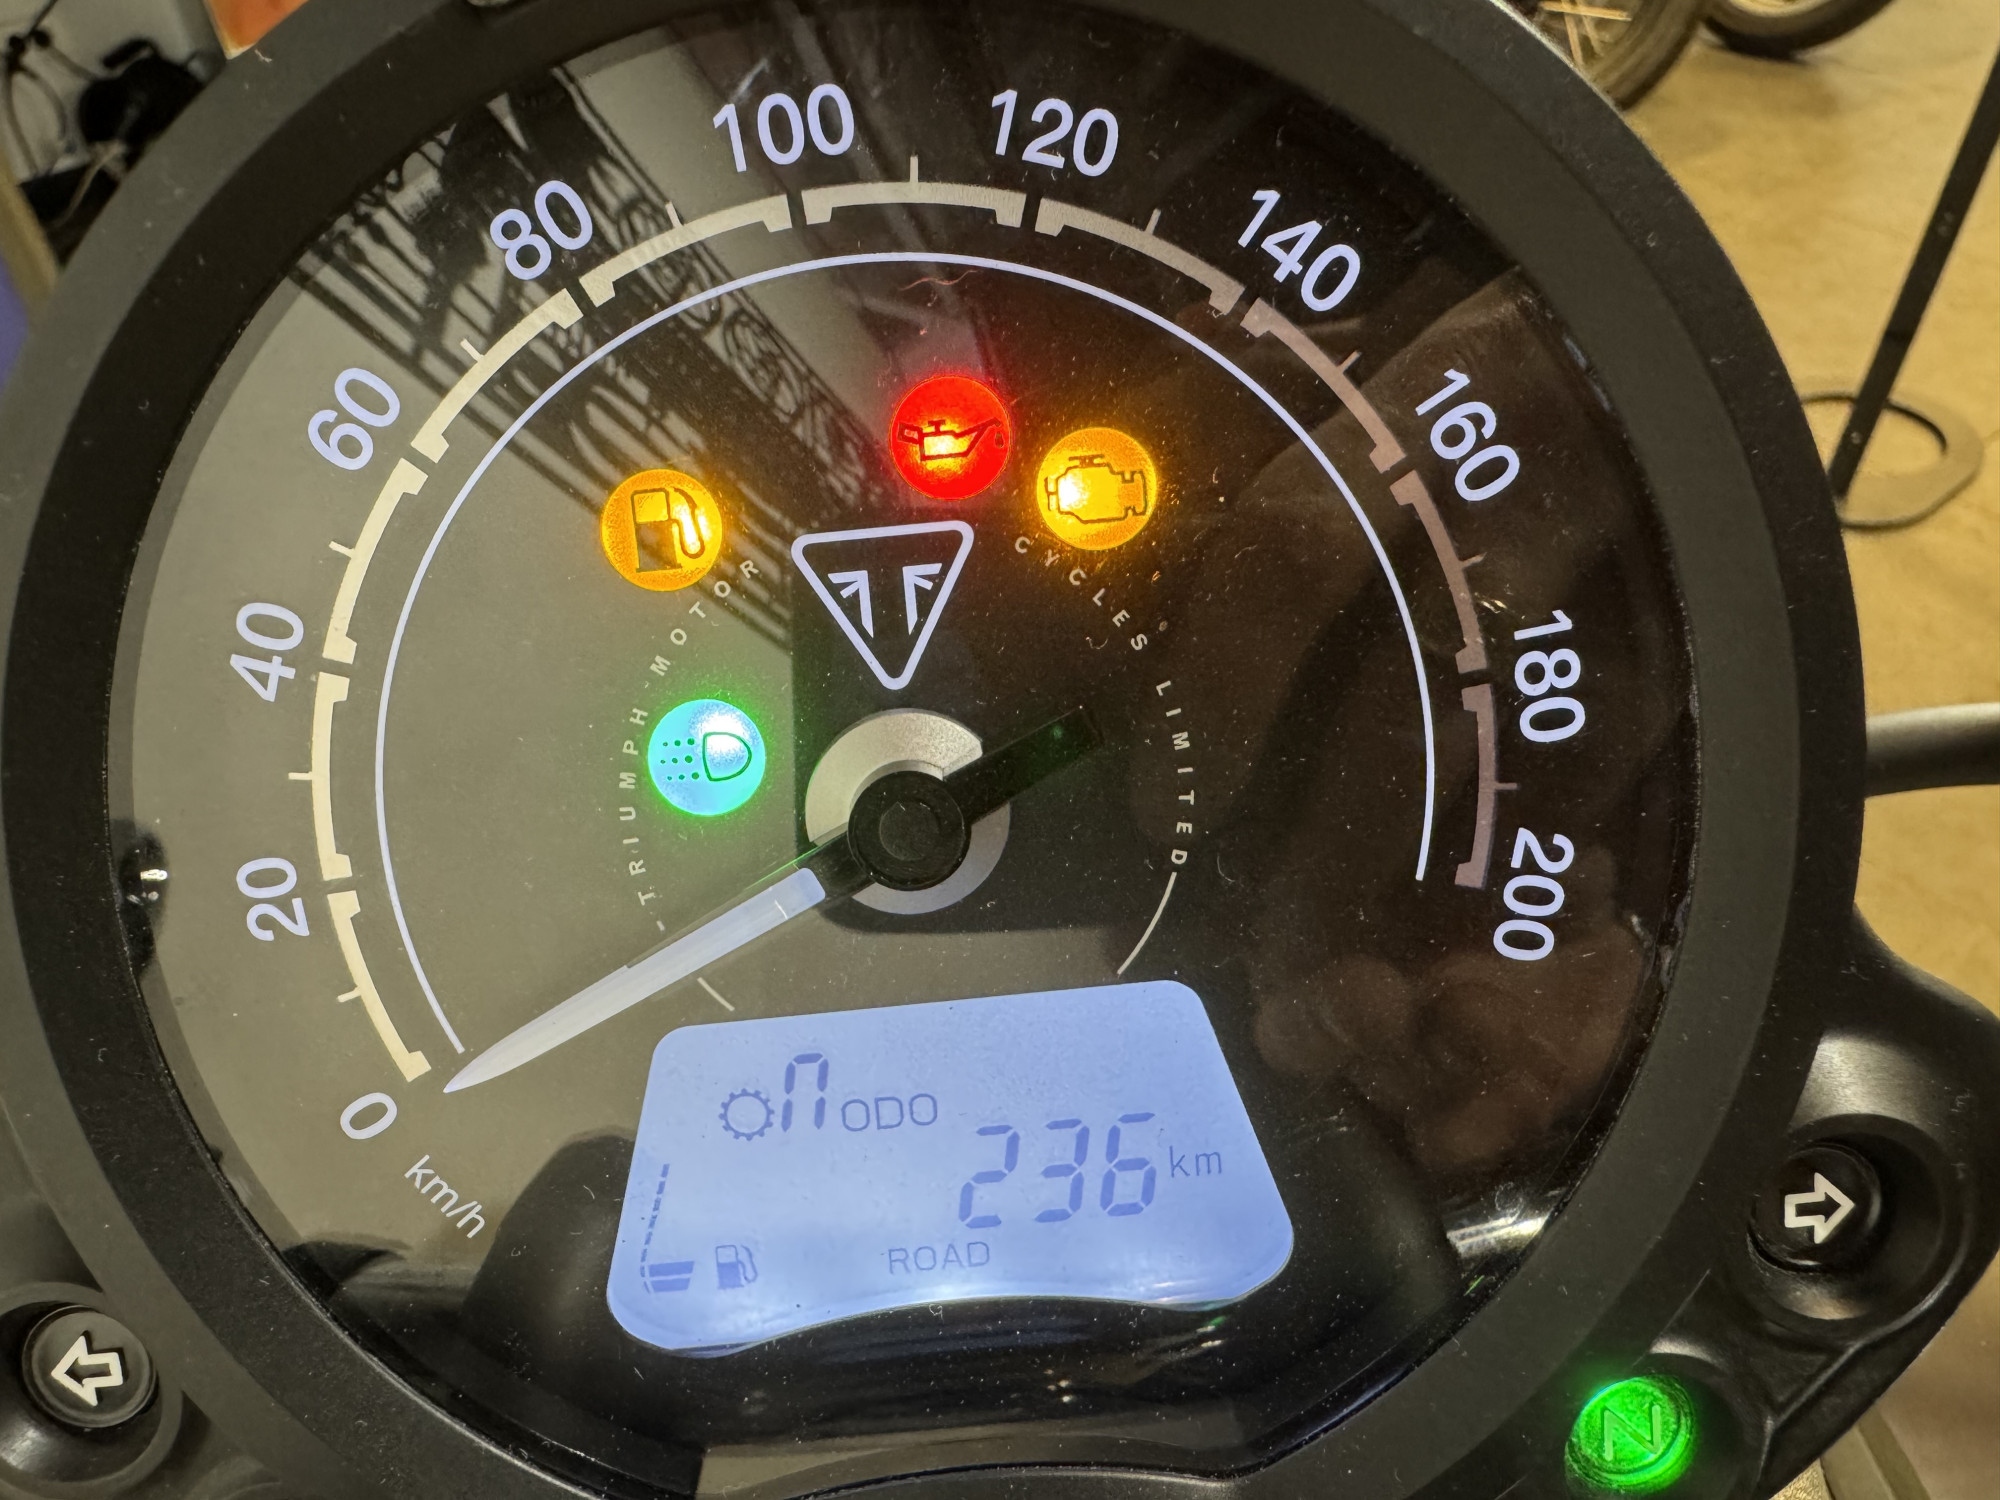 0
20
40
60
80
100
120
140
160
180
200
km/h
TRIUMPH MOTOR
CYCLES LIMITED
n ODO
236 km
ROAD
N